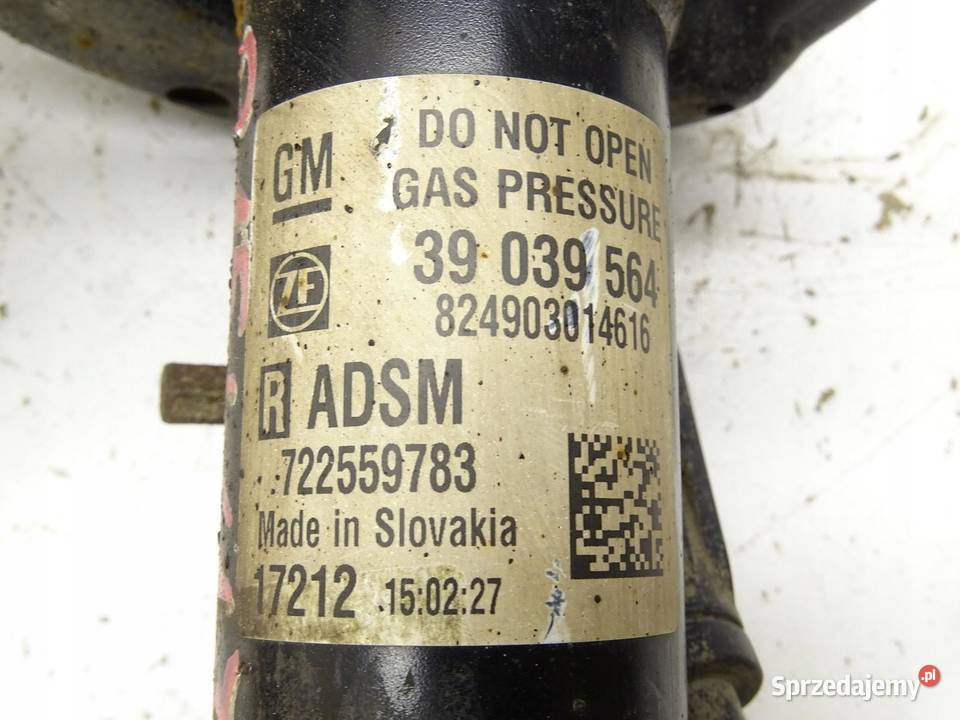 DO NOT OPEN
GM
GAS PRESSURE
39 039 564
ZF
824903014616
R ADSM
722559783
Made in Slovakia
17212 15:02:27
Sprzedajemy.pl